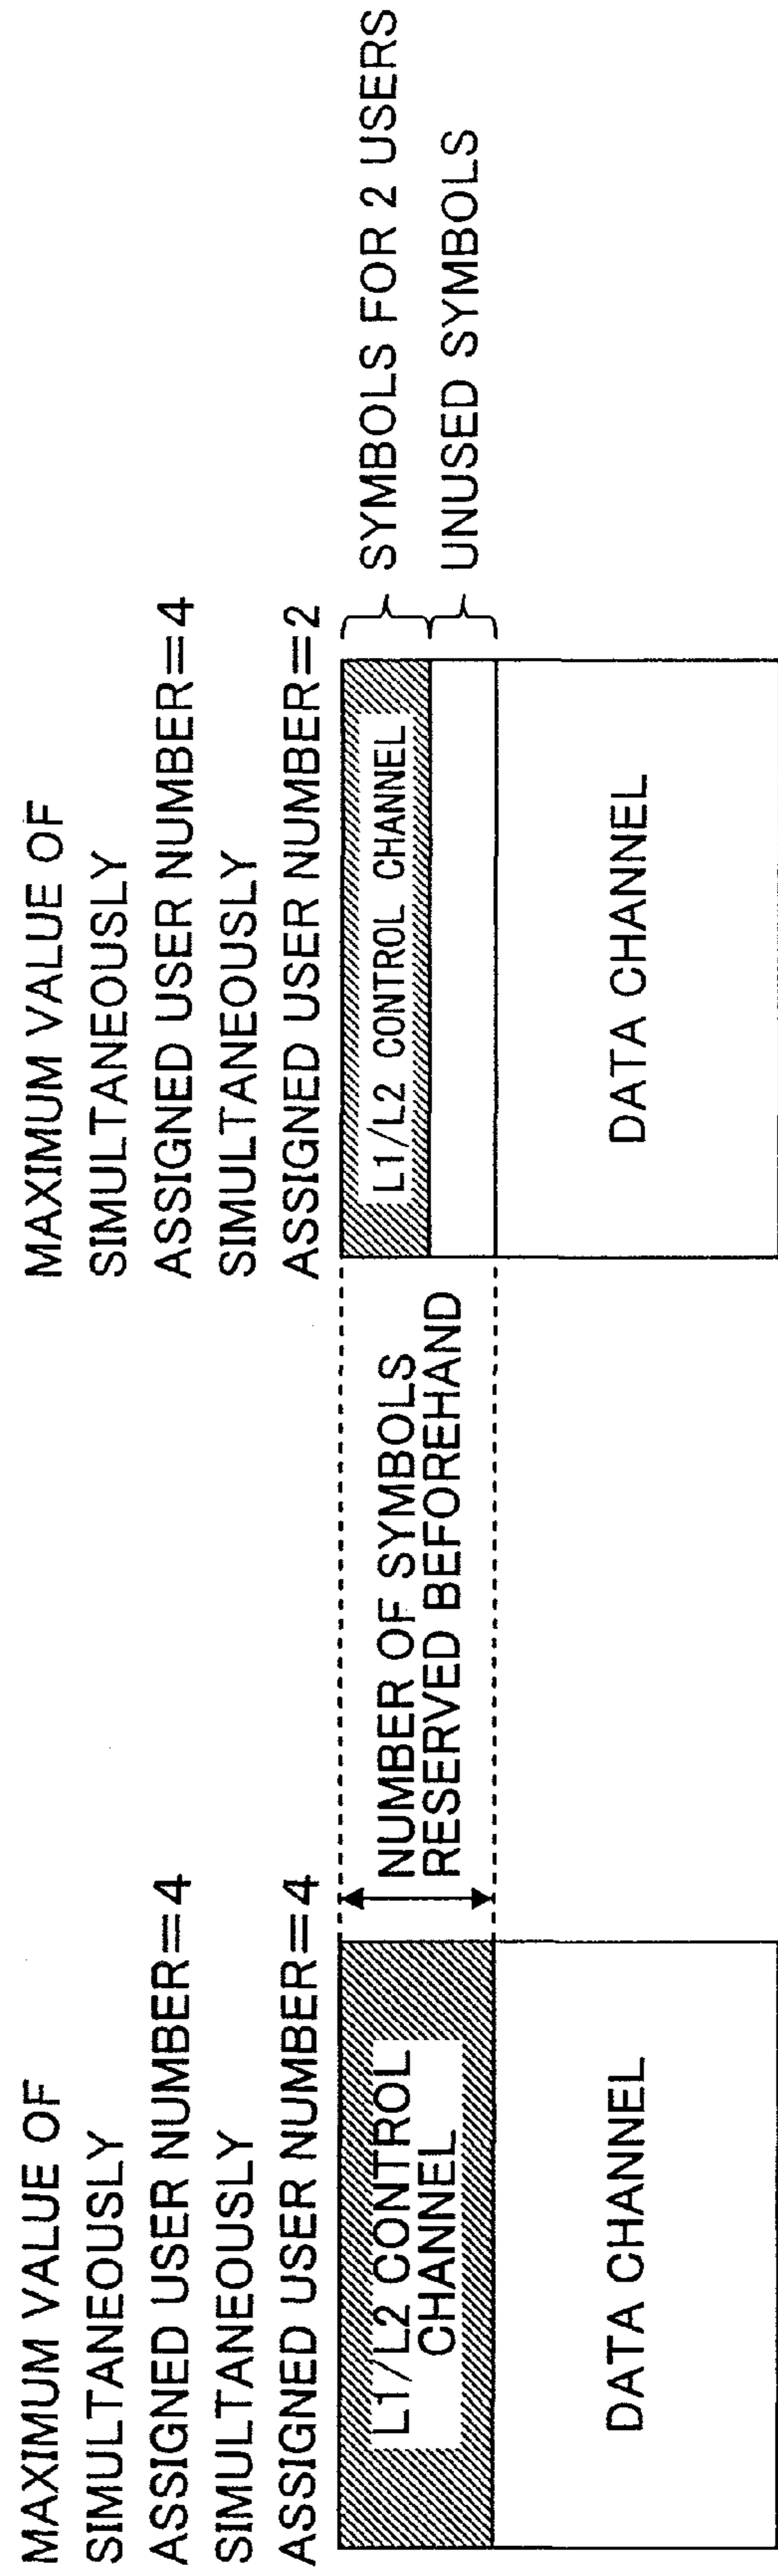 MAXIMUM VALUE OF
SIMULTANEOUSLY
ASSIGNED USER NUMBER=4
SIMULTANEOUSLY
ASSIGNED USER NUMBER=4
L1/L2 CONTROL
CHANNEL
DATA CHANNEL
NUMBER OF SYMBOLS
RESERVED BEFOREHAND
MAXIMUM VALUE OF
SIMULTANEOUSLY
ASSIGNED USER NUMBER=4
SIMULTANEOUSLY
ASSIGNED USER NUMBER=2
L1/L2 CONTROL CHANNEL
DATA CHANNEL
SYMBOLS FOR 2 USERS
UNUSED SYMBOLS